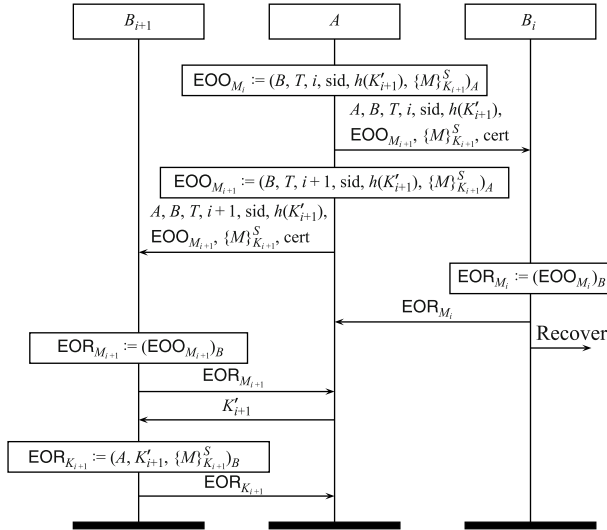 B_{i+1} A B_i
EOO_{M_i} := (B, T, i, sid, h(K′_{i+1}), {M}^S_{K_{i+1}})_A
A, B, T, i, sid, h(K′_{i+1}),
EOO_{M_{i+1}}, {M}^S_{K_{i+1}}, cert
EOO_{M_{i+1}} := (B, T, i + 1, sid, h(K′_{i+1}), {M}^S_{K_{i+1}})_A
A, B, T, i + 1, sid, h(K′_{i+1}),
EOO_{M_{i+1}}, {M}^S_{K_{i+1}}, cert
EOR_{M_i} := (EOO_{M_i})_B
EOR_{M_i}
Recover
EOR_{M_{i+1}} := (EOO_{M_{i+1}})_B
EOR_{M_{i+1}}
K′_{i+1}
EOR_{K_{i+1}} := (A, K′_{i+1}, {M}^S_{K_{i+1}})_B
EOR_{K_{i+1}}